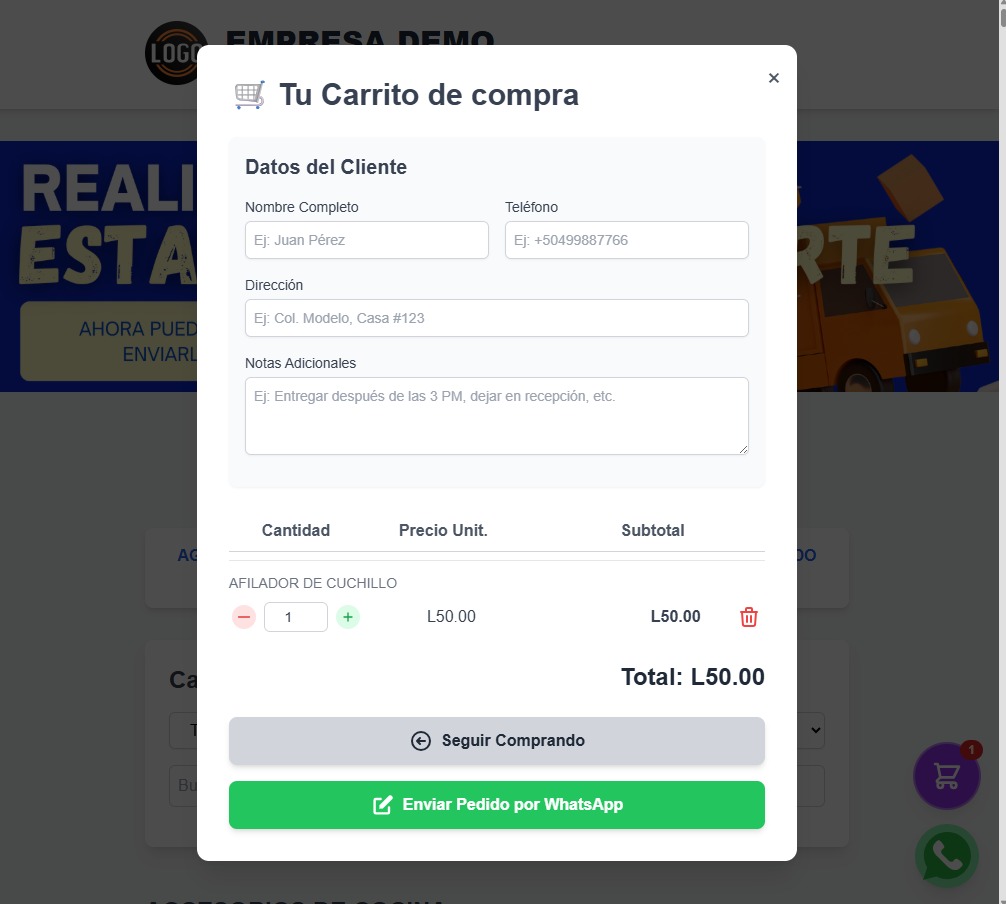 LOGO
EMPRESA DEMO
REALI
ESTA
RTE
AHORA PUED
ENVIARL
🛒 Tu Carrito de compra
×
Datos del Cliente
Nombre Completo
Teléfono
Ej: Juan Pérez
Ej: +50499887766
Dirección
Ej: Col. Modelo, Casa #123
Notas Adicionales
Ej: Entregar después de las 3 PM, dejar en recepción, etc.
Cantidad Precio Unit. Subtotal
AFILADOR DE CUCHILLO
1 L50.00 L50.00
Total: L50.00
Seguir Comprando
Enviar Pedido por WhatsApp
AG
DO
Ca
T
Bu
1
ACCESORIOS DE COCINA